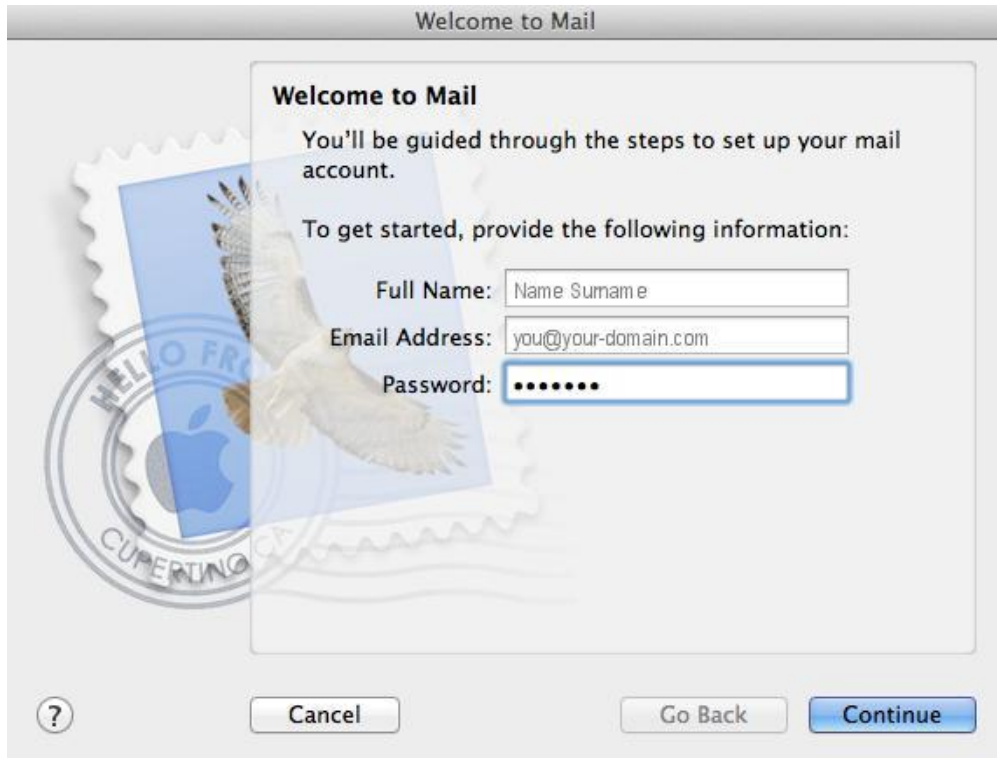 Welcome to Mail
Welcome to Mail
You'll be guided through the steps to set up your mail
account.
To get started, provide the following information:
Full Name: Name Surname
Email Address: you@your-domain.com
Password: •••••••
HELLO FRO
CUPERTINO CA
? Cancel Go Back Continue